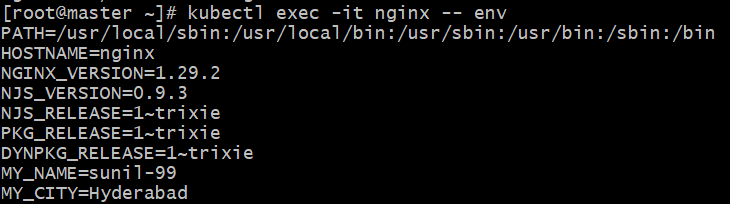 [root@master ~]# kubectl exec -it nginx -- env
PATH=/usr/local/sbin:/usr/local/bin:/usr/sbin:/usr/bin:/sbin:/bin
HOSTNAME=nginx
NGINX_VERSION=1.29.2
NJS_VERSION=0.9.3
NJS_RELEASE=1~trixie
PKG_RELEASE=1~trixie
DYNPKG_RELEASE=1~trixie
MY_NAME=sunil-99
MY_CITY=Hyderabad